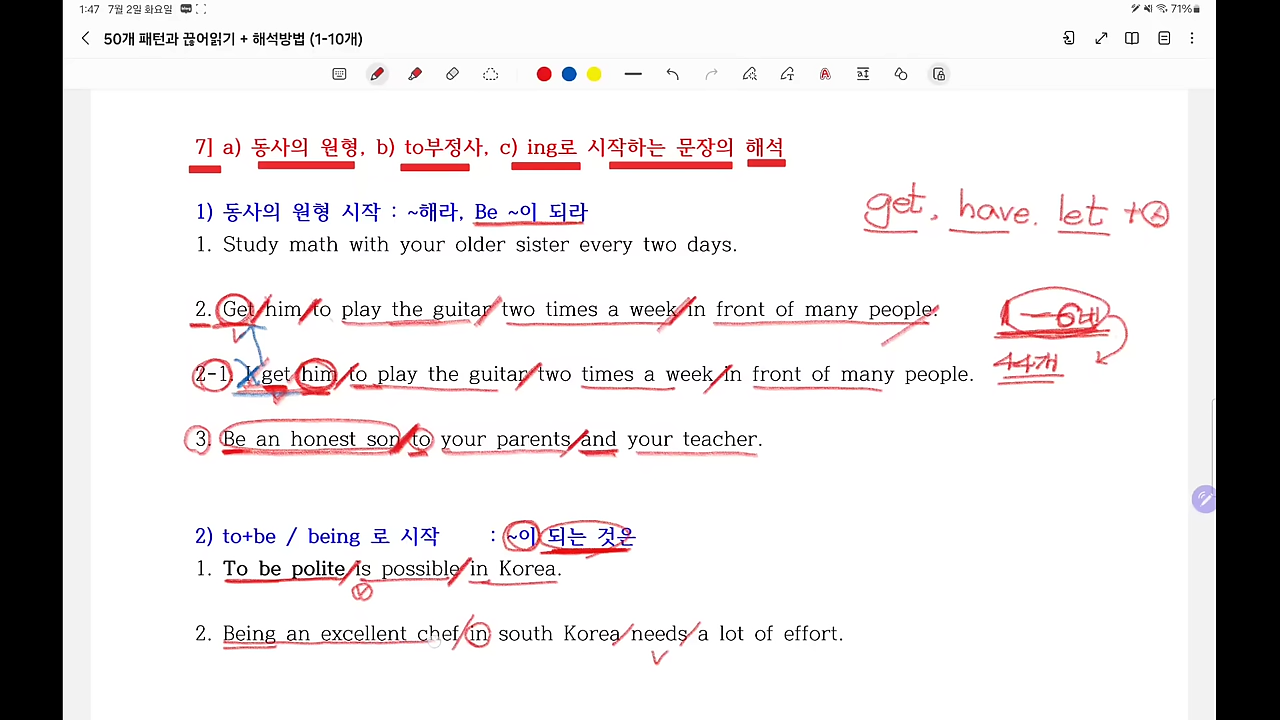 1:47 7월 2일 화요일 71%
50개 패턴과 끊어읽기 + 해석방법 (1-10개)
7] a) 동사의 원형, b) to부정사, c) ing로 시작하는 문장의 해석
1) 동사의 원형 시작 : ~해라, Be ~이 되라
get, have. let +
1. Study math with your older sister every two days.
2. Get him to play the guitar two times a week in front of many people.
1-6개
2-1. I get him to play the guitar two times a week in front of many people.
44개
3. Be an honest son to your parents and your teacher.
2) to+be / being 로 시작 : ~이 되는 것은
1. To be polite is possible in Korea.
2. Being an excellent chef in south Korea needs a lot of effort.